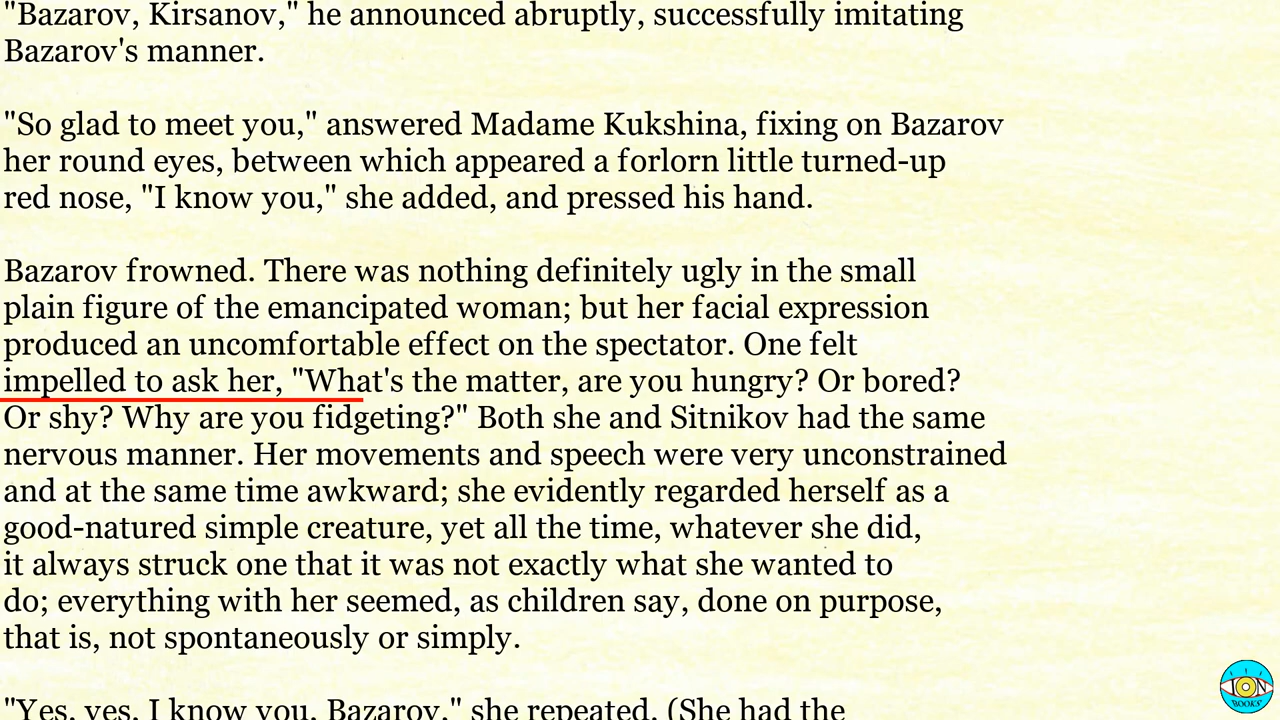 "Bazarov, Kirsanov," he announced abruptly, successfully imitating
Bazarov's manner.
"So glad to meet you," answered Madame Kukshina, fixing on Bazarov
her round eyes, between which appeared a forlorn little turned-up
red nose, "I know you," she added, and pressed his hand.
Bazarov frowned. There was nothing definitely ugly in the small
plain figure of the emancipated woman; but her facial expression
produced an uncomfortable effect on the spectator. One felt
impelled to ask her, "What's the matter, are you hungry? Or bored?
Or shy? Why are you fidgeting?" Both she and Sitnikov had the same
nervous manner. Her movements and speech were very unconstrained
and at the same time awkward; she evidently regarded herself as a
good-natured simple creature, yet all the time, whatever she did,
it always struck one that it was not exactly what she wanted to
do; everything with her seemed, as children say, done on purpose,
that is, not spontaneously or simply.
"Yes, yes, I know you, Bazarov," she repeated. (She had the
ION
BOOKS